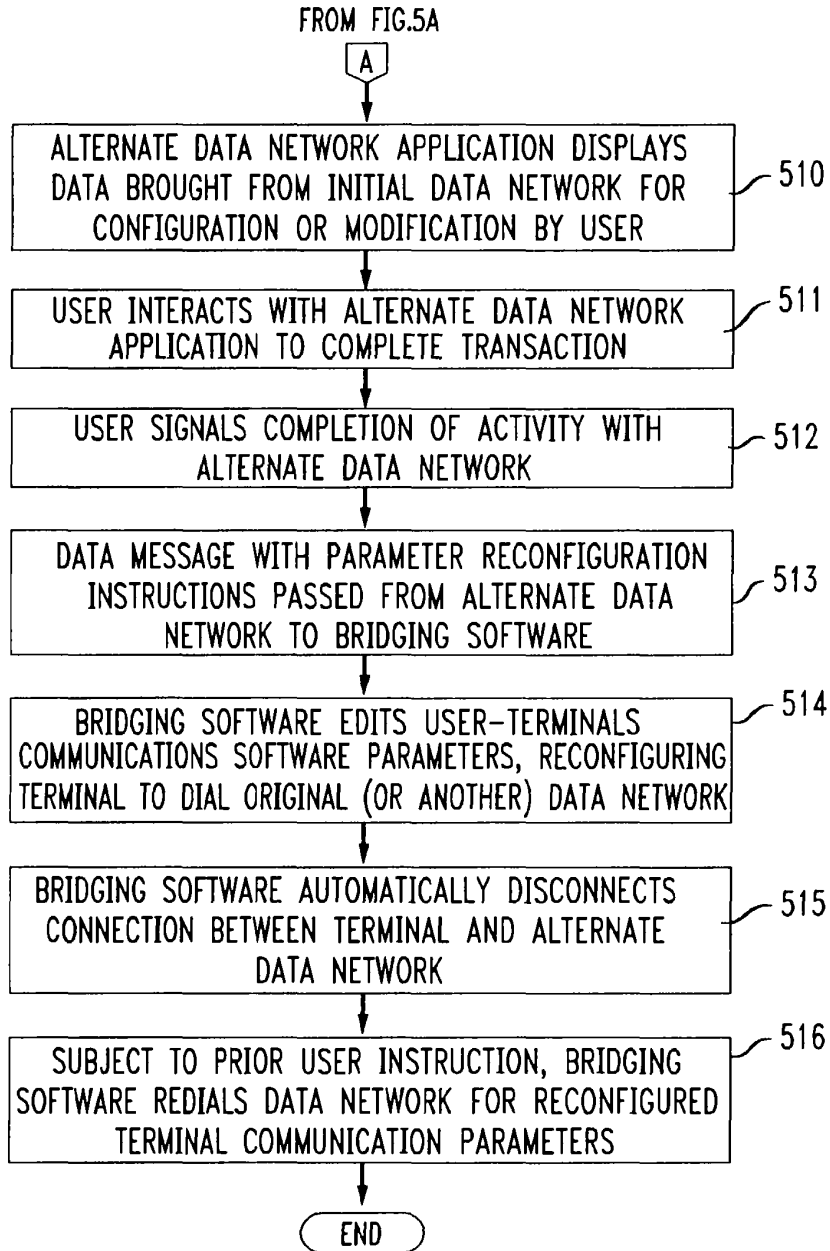 FROM FIG.5A
A
ALTERNATE DATA NETWORK APPLICATION DISPLAYS
DATA BROUGHT FROM INITIAL DATA NETWORK FOR
CONFIGURATION OR MODIFICATION BY USER
510
USER INTERACTS WITH ALTERNATE DATA NETWORK
APPLICATION TO COMPLETE TRANSACTION
511
USER SIGNALS COMPLETION OF ACTIVITY WITH
ALTERNATE DATA NETWORK
512
DATA MESSAGE WITH PARAMETER RECONFIGURATION
INSTRUCTIONS PASSED FROM ALTERNATE DATA
NETWORK TO BRIDGING SOFTWARE
513
BRIDGING SOFTWARE EDITS USER-TERMINALS
COMMUNICATIONS SOFTWARE PARAMETERS, RECONFIGURING
TERMINAL TO DIAL ORIGINAL (OR ANOTHER) DATA NETWORK
514
BRIDGING SOFTWARE AUTOMATICALLY DISCONNECTS
CONNECTION BETWEEN TERMINAL AND ALTERNATE
DATA NETWORK
515
SUBJECT TO PRIOR USER INSTRUCTION, BRIDGING
SOFTWARE REDIALS DATA NETWORK FOR RECONFIGURED
TERMINAL COMMUNICATION PARAMETERS
516
END